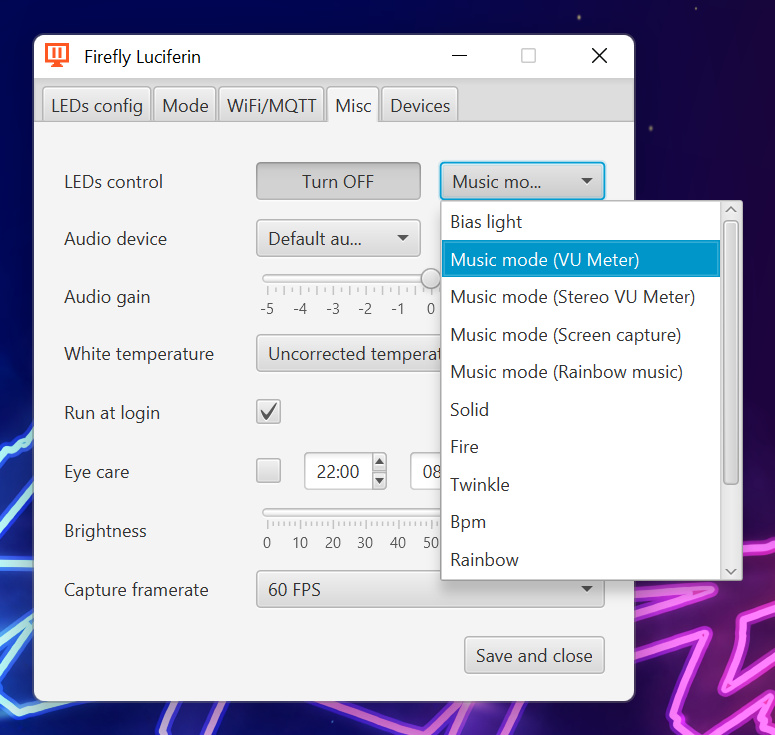 Firefly Luciferin
LEDs config Mode WiFi/MQTT Misc Devices
LEDs control Turn OFF Music mo...
Bias light
Music mode (VU Meter)
Music mode (Stereo VU Meter)
Music mode (Screen capture)
Music mode (Rainbow music)
Solid
Fire
Twinkle
Bpm
Rainbow
Audio device Default au...
Audio gain
-5 -4 -3 -2 -1 0
White temperature Uncorrected
Run at login
Eye care 22:00 08
Brightness
0 10 20 30 40 50
Capture framerate 60 FPS
Save and close